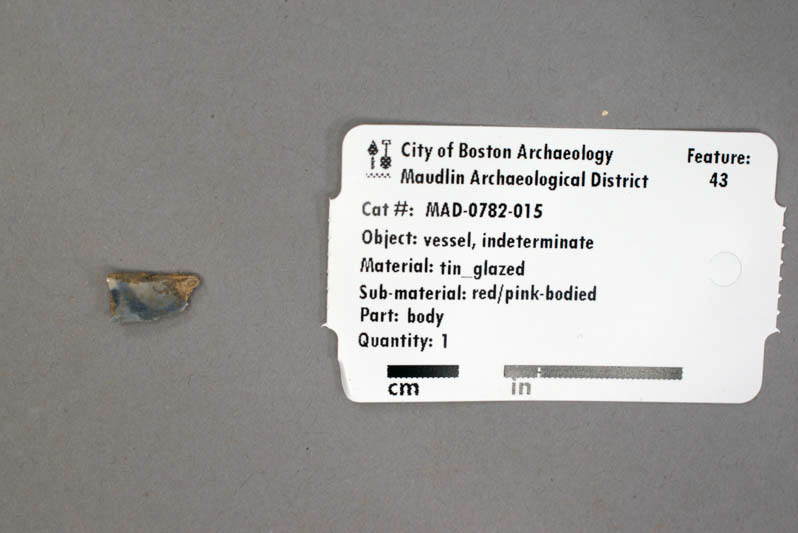 City of Boston Archaeology
Maudlin Archaeological District
Feature:
43
Cat #: MAD-0782-015
Object: vessel, indeterminate
Material: tin_glazed
Sub-material: red/pink-bodied
Part: body
Quantity: 1
cm
in